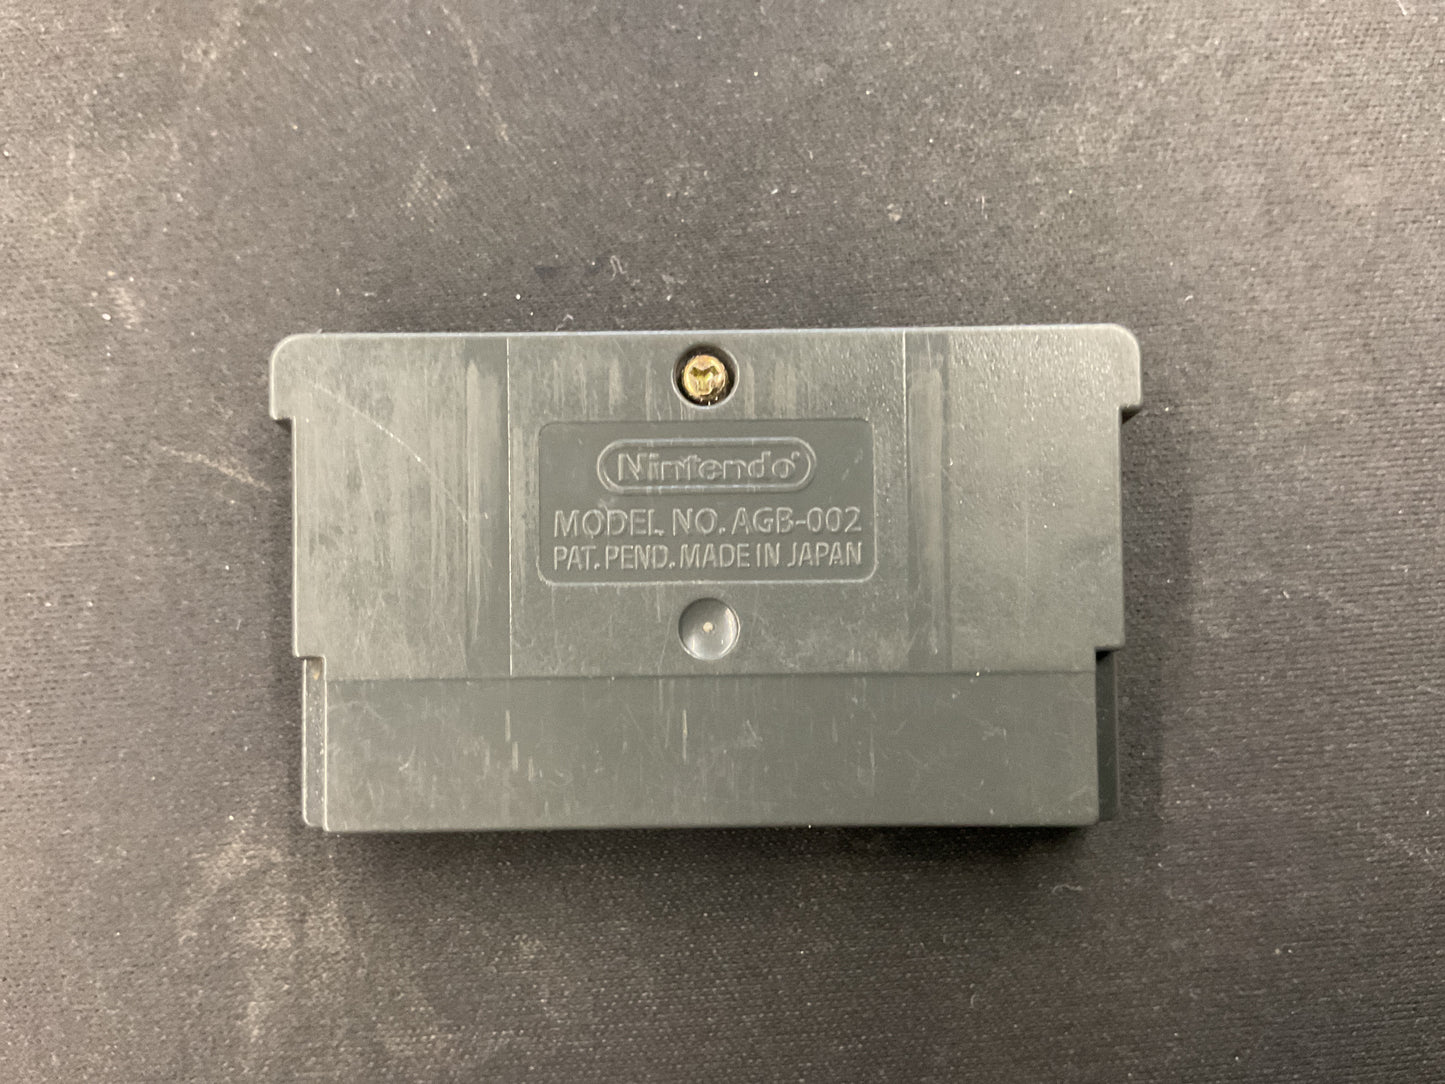 Nintendo®
MODEL NO. AGB-002
PAT. PEND. MADE IN JAPAN